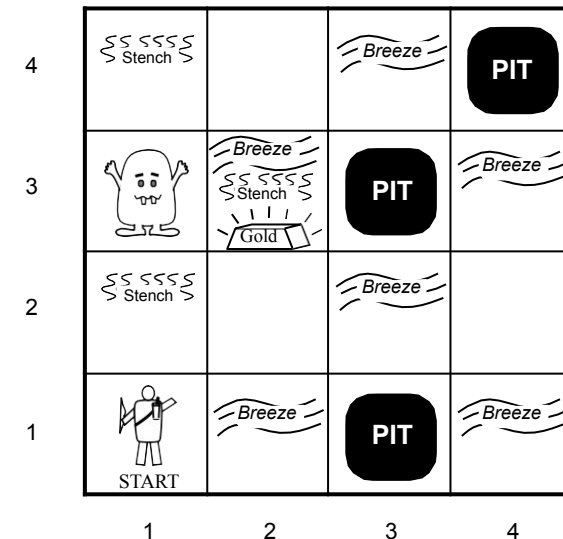 4
Stench
Breeze
PIT
3
Breeze
Stench
Gold
PIT
Breeze
2
Stench
Breeze
1
START
Breeze
PIT
Breeze
1 2 3 4